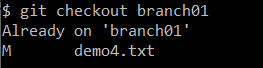 $ git checkout branch01
Already on 'branch01'
M       demo4.txt